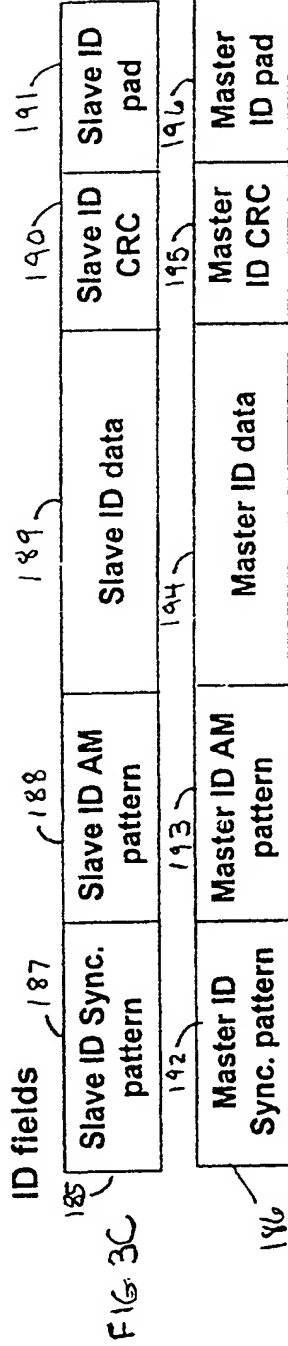 ID fields
187
188
189
190
191
185
Slave ID Sync. pattern
Slave ID AM pattern
Slave ID data
Slave ID CRC
Slave ID pad
192
193
194
195
196
Master ID Sync. pattern
Master ID AM pattern
Master ID data
Master ID CRC
Master ID pad
186
FIG. 3C